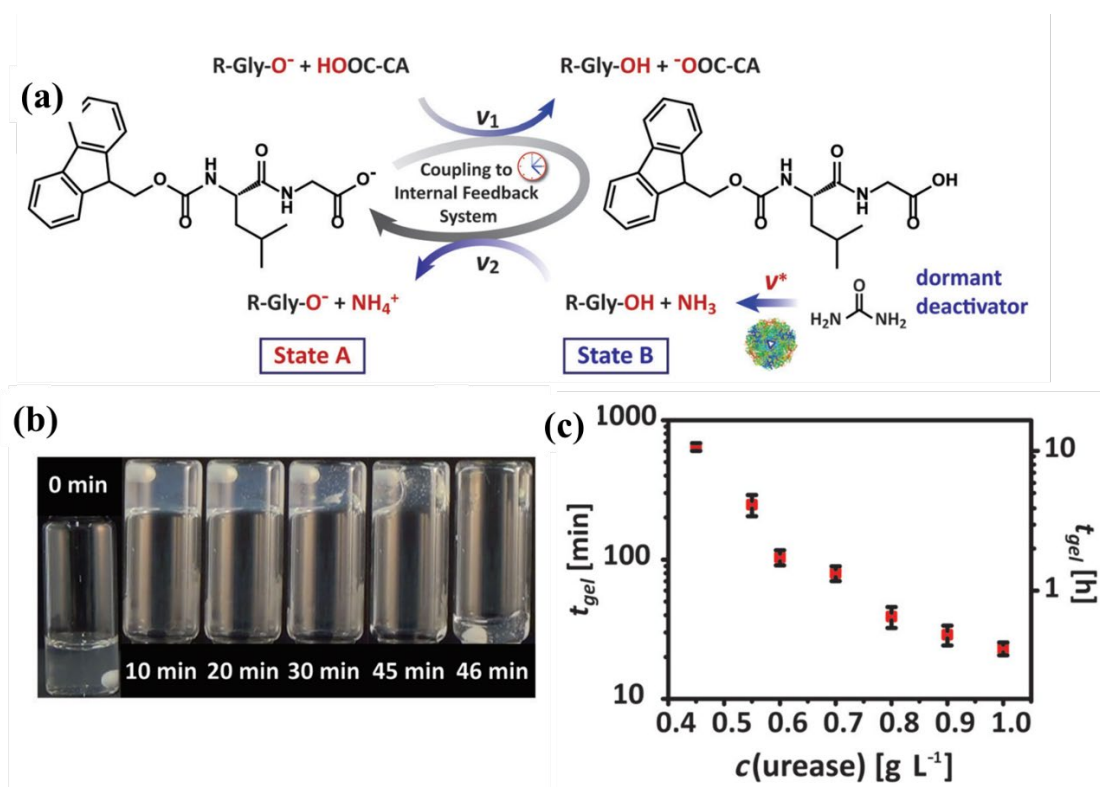 (a)
R-Gly-O⁻ + HOOC-CA
R-Gly-OH + ⁻OOC-CA
v₁
Coupling to
Internal Feedback
System
v₂
O
O
N
H
O
H
N
O
O⁻
O
O
N
H
O
H
N
O
OH
R-Gly-O⁻ + NH₄⁺
R-Gly-OH + NH₃
v*
O
H₂N
NH₂
dormant
deactivator
State A
State B
(b)
0 min
10 min
20 min
30 min
45 min
46 min
(c)
1000
100
10
t_gel [min]
10
1
t_gel [h]
0.4
0.5
0.6
0.7
0.8
0.9
1.0
c(urease) [g L⁻¹]